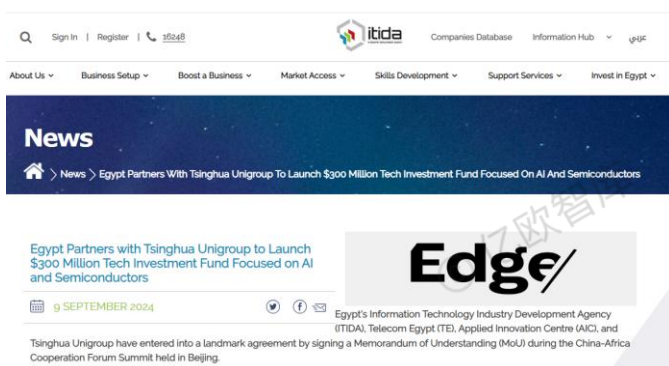 Sign In | Register | 16248
itida
Companies Database Information Hub عربي
About Us Business Setup Boost a Business Market Access Skills Development Support Services Invest in Egypt
News
> News > Egypt Partners With Tsinghua Unigroup To Launch $300 Million Tech Investment Fund Focused On AI And Semiconductors
Egypt Partners with Tsinghua Unigroup to Launch
$300 Million Tech Investment Fund Focused on AI
and Semiconductors
9 SEPTEMBER 2024
Edge/
亿欧智库
Egypt's Information Technology Industry Development Agency
(ITIDA), Telecom Egypt (TE), Applied Innovation Centre (AIC), and
Tsinghua Unigroup have entered into a landmark agreement by signing a Memorandum of Understanding (MoU) during the China-Africa
Cooperation Forum Summit held in Beijing.